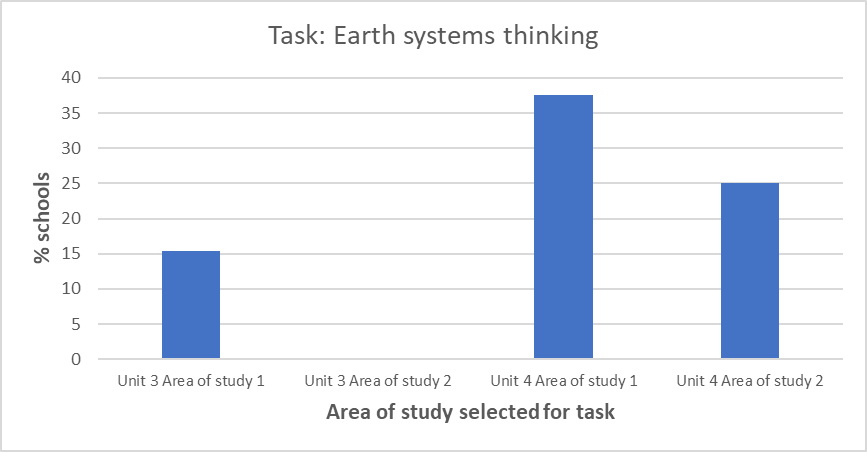 Task: Earth systems thinking
40
35
30
25
20
15
10
5
0
% schools
Unit 3 Area of study 1
Unit 3 Area of study 2
Unit 4 Area of study 1
Unit 4 Area of study 2
Area of study selected for task